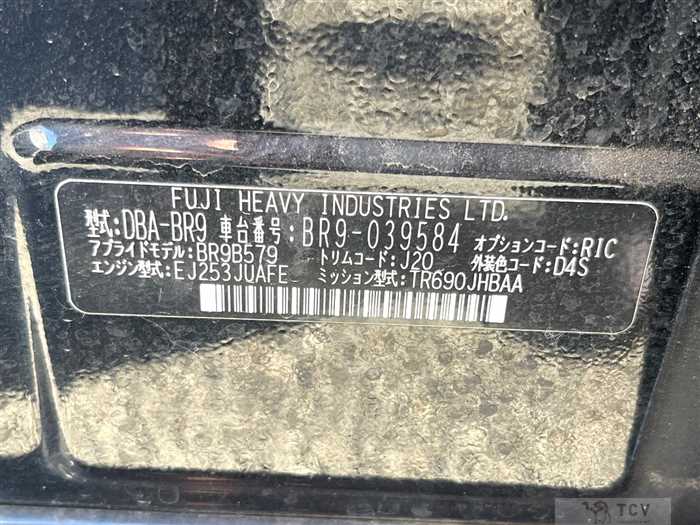 FUJI HEAVY INDUSTRIES LTD.
型式:DBA-BR9 車台番号:BR9-039584 オプションコード:RIC
アプライドモデル:BR9B579 トリムコード:J20 外装色コード:D4S
エンジン型式:EJ253JUAFE ミッション型式:TR690JHBAA
TCV